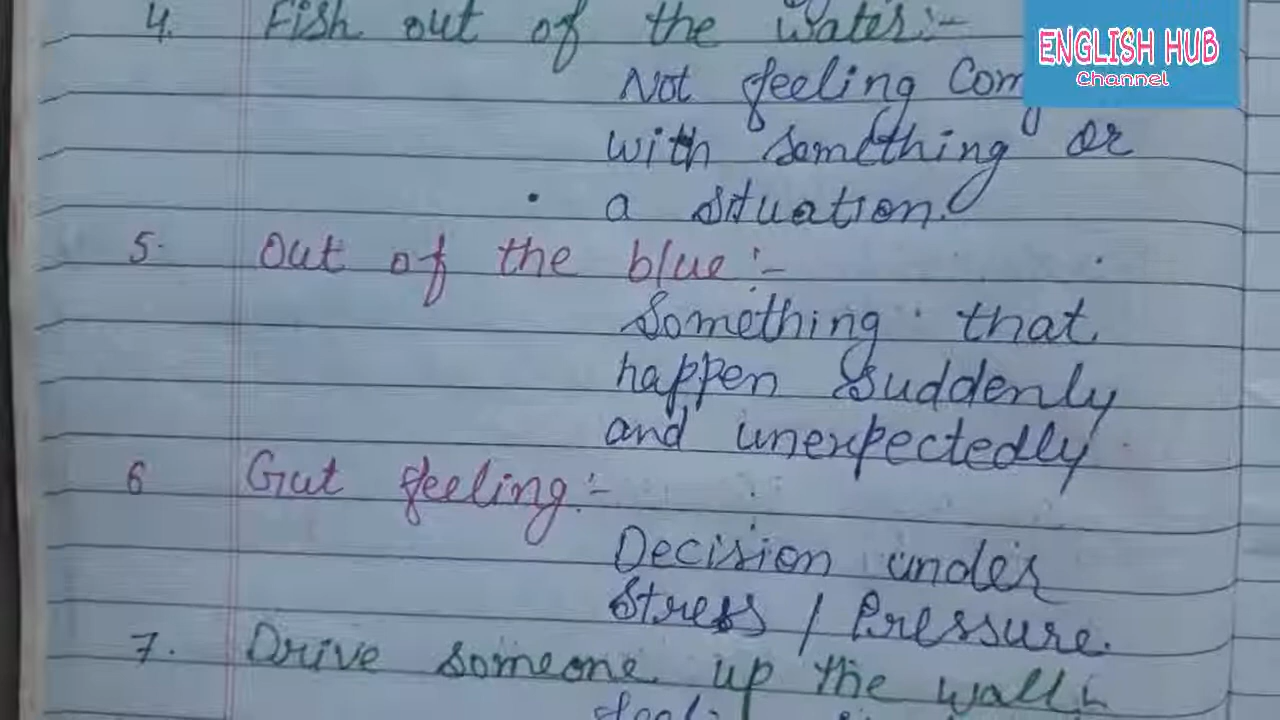 4. Fish out of the water:-
ENGLISH HUB
Channel
Not feeling
with something or
a situation.
5. Out of the blue:-
Something that
happen suddenly
and unexpectedly
6 Gut feeling:-
Decision under
Stress / Pressure.
7. Drive someone up the wall:-